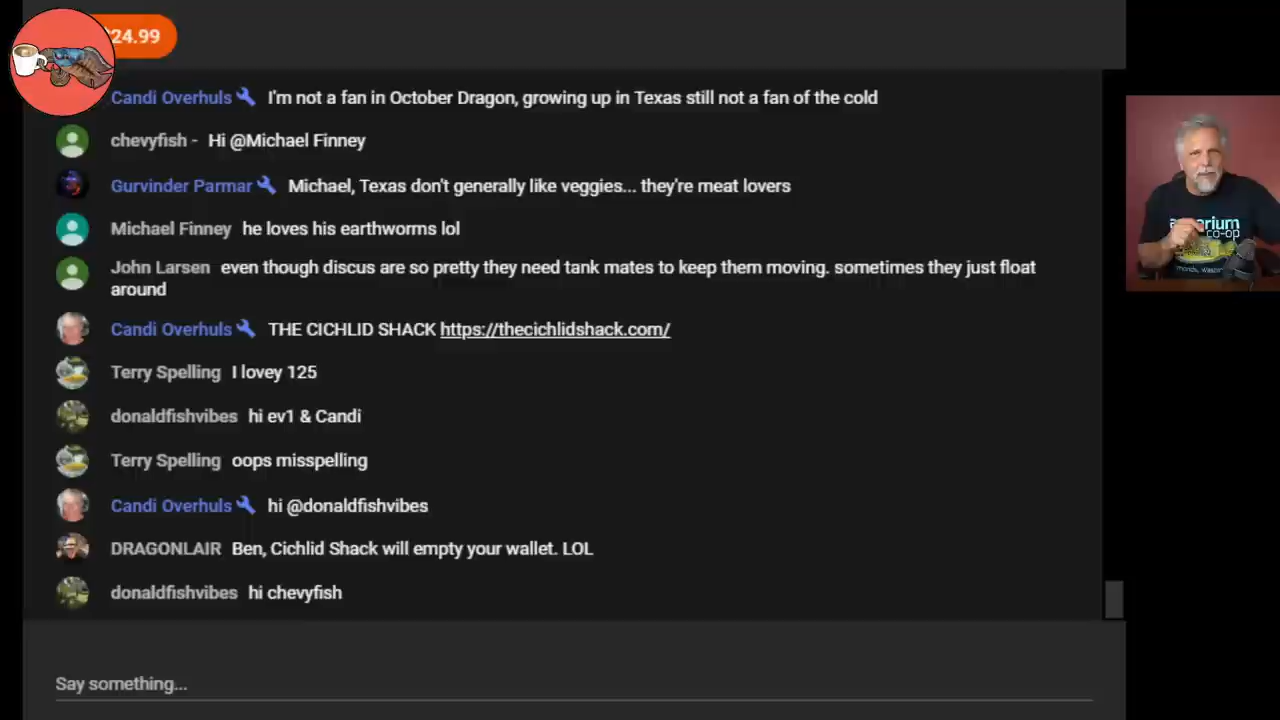 24.99
Candi Overhuls I'm not a fan in October Dragon, growing up in Texas still not a fan of the cold
chevyfish - Hi @Michael Finney
Gurvinder Parmar Michael, Texas don't generally like veggies... they're meat lovers
Michael Finney he loves his earthworms lol
John Larsen even though discus are so pretty they need tank mates to keep them moving. sometimes they just float
around
Candi Overhuls THE CICHLID SHACK https://thecichlidshack.com/
Terry Spelling I lovey 125
donaldfishvibes hi ev1 & Candi
Terry Spelling oops misspelling
Candi Overhuls hi @donaldfishvibes
DRAGONLAIR Ben, Cichlid Shack will empty your wallet. LOL
donaldfishvibes hi chevyfish
Say something...
co-op